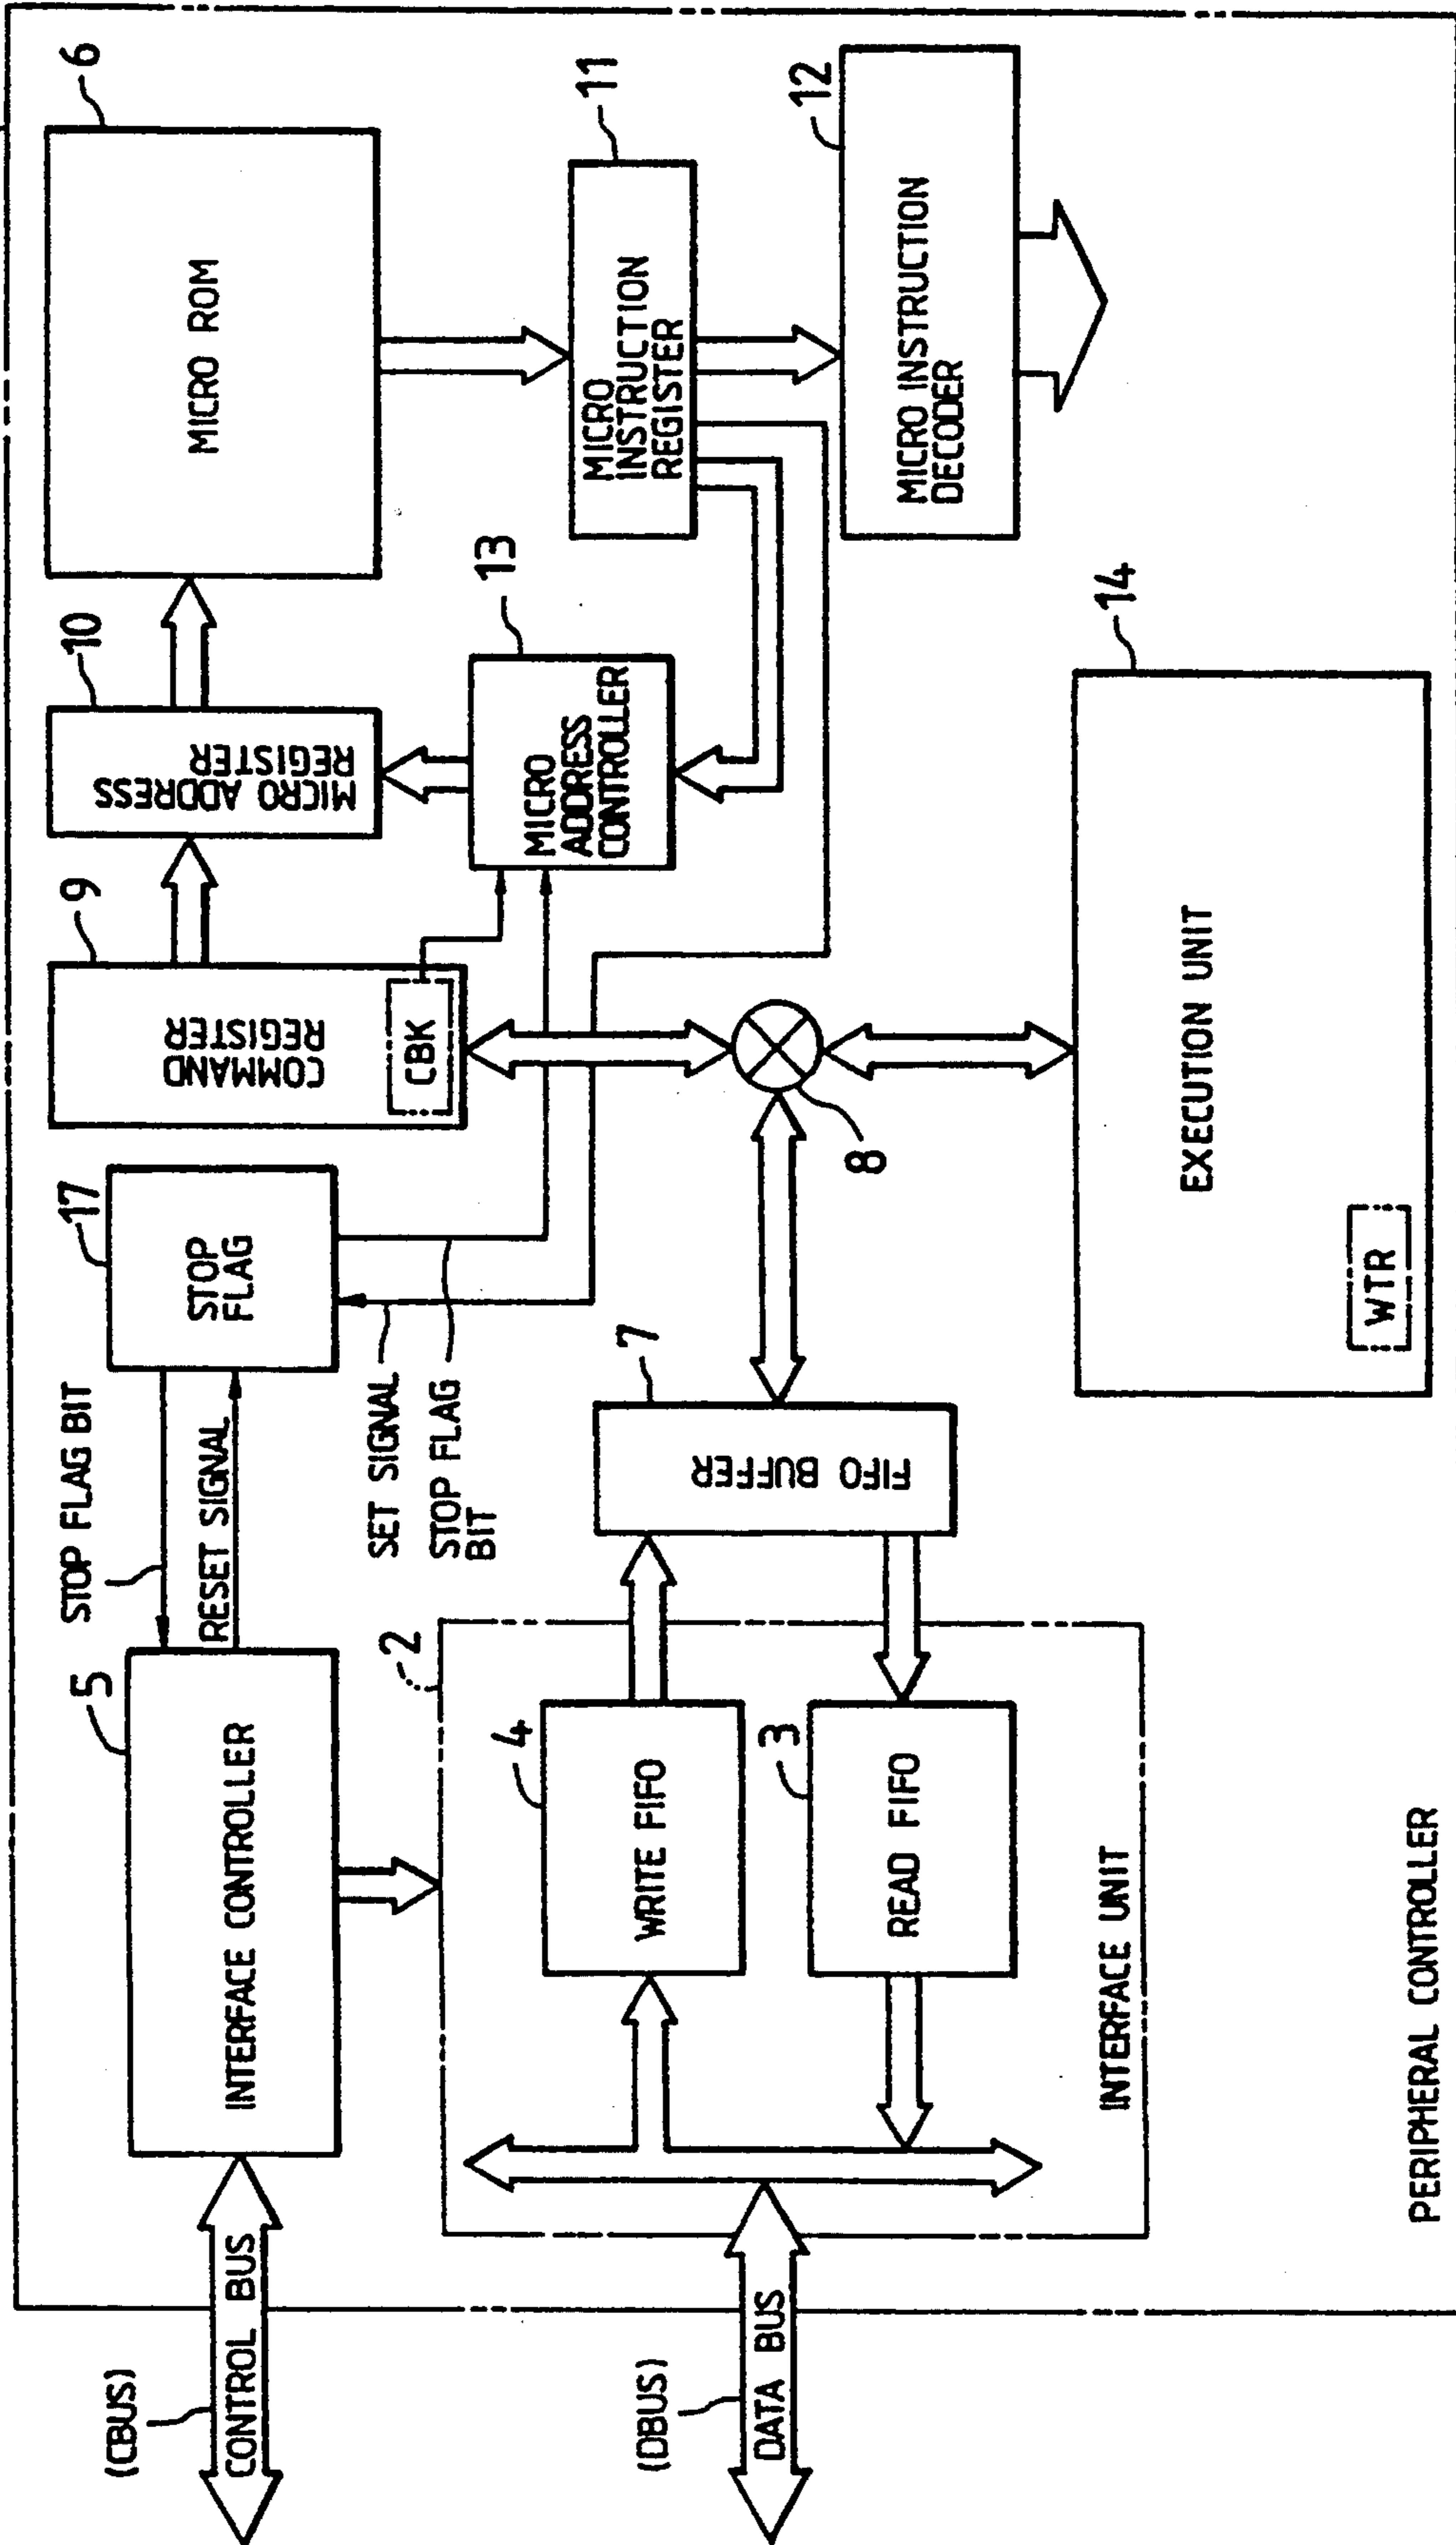 (CBUS)
CONTROL BUS
5
INTERFACE CONTROLLER
STOP FLAG BIT
RESET SIGNAL
17
STOP
FLAG
SET SIGNAL
STOP FLAG
BIT
9
COMMAND
REGISTER
CBK
10
MICRO ADDRESS
REGISTER
6
MICRO ROM
13
MICRO
ADDRESS
CONTROLLER
11
MICRO
INSTRUCTION
REGISTER
12
MICRO INSTRUCTION
DECODER
(DBUS)
DATA BUS
2
4
WRITE FIFO
3
READ FIFO
INTERFACE UNIT
7
FIFO BUFFER
8
14
EXECUTION UNIT
WTR
PERIPHERAL CONTROLLER